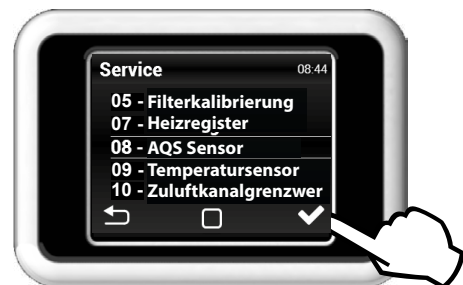 Service 08:44
05 - Filterkalibrierung
07 - Heizregister
08 - AQS Sensor
09 - Temperatursensor
10 - Zuluftkanalgrenzwer